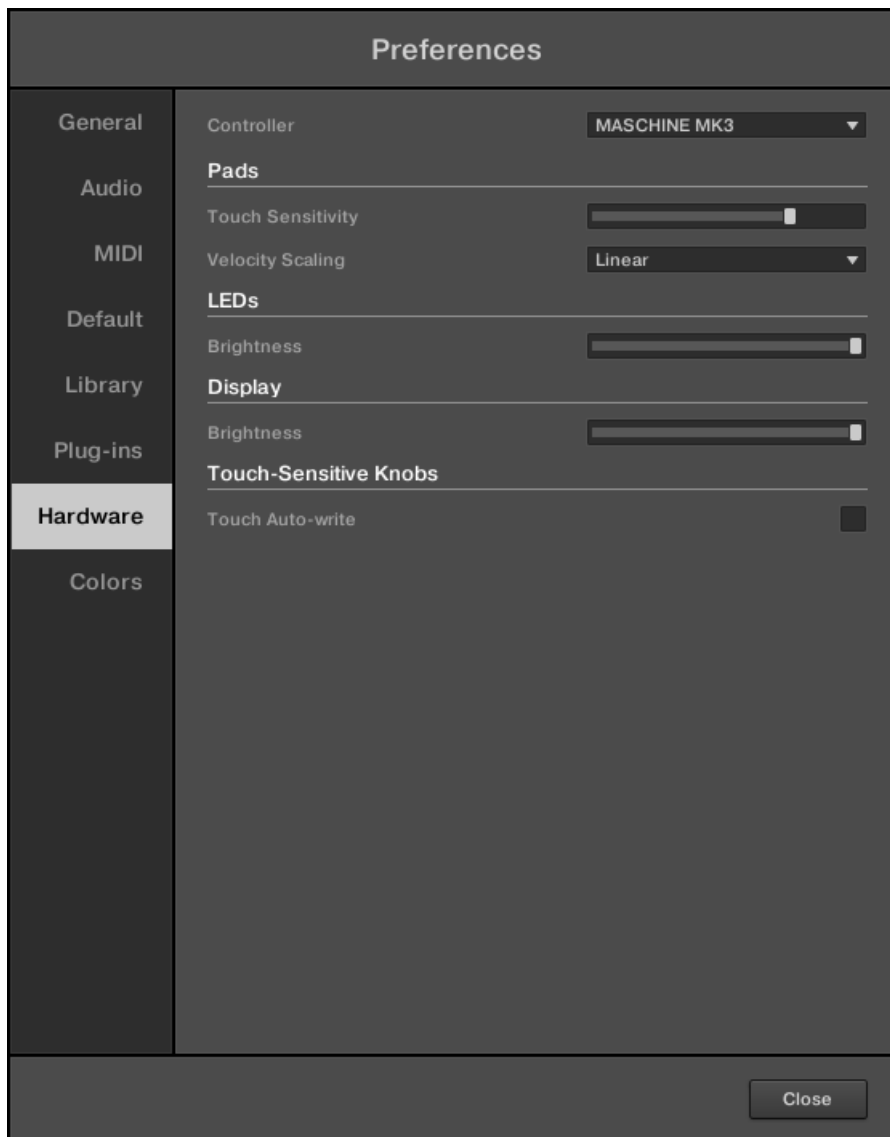 Preferences
General
Audio
MIDI
Default
Library
Plug-ins
Hardware
Colors
Controller MASCHINE MK3
Pads
Touch Sensitivity
Velocity Scaling Linear
LEDs
Brightness
Display
Brightness
Touch-Sensitive Knobs
Touch Auto-write
Close